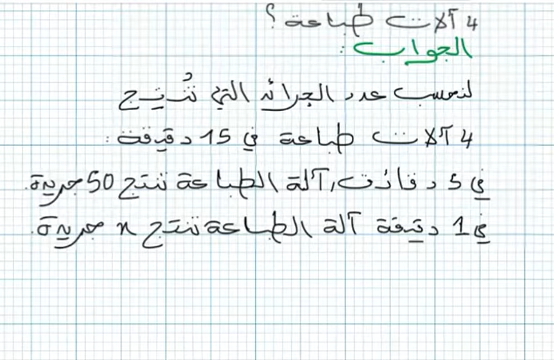 4 آلات طباعة ؟
الجواب :
لنحسب عدد الجرائد التي تُنتج
4 آلات طباعة في 15 دقيقة :
في 5 دقائق، آلة الطباعة تنتج 50 جريدة.
في 1 دقيقة آلة الطباعة تنتج x جريدة.